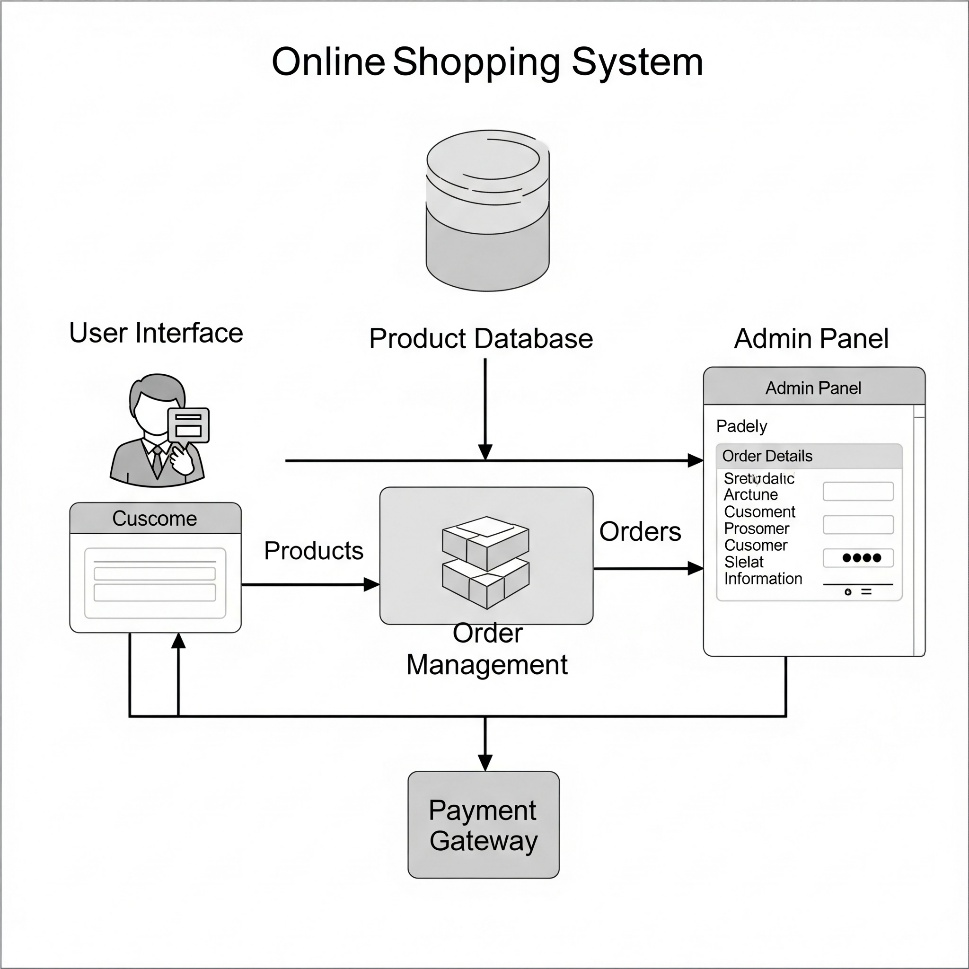 Online Shopping System
User Interface
Product Database
Admin Panel
Admin Panel
Padely
Order Details
Arctune
Cusoment
Prosomer
Cusomer
Slelat
Information
Cuscome
Products
Orders
Order
Management
Payment
Gateway